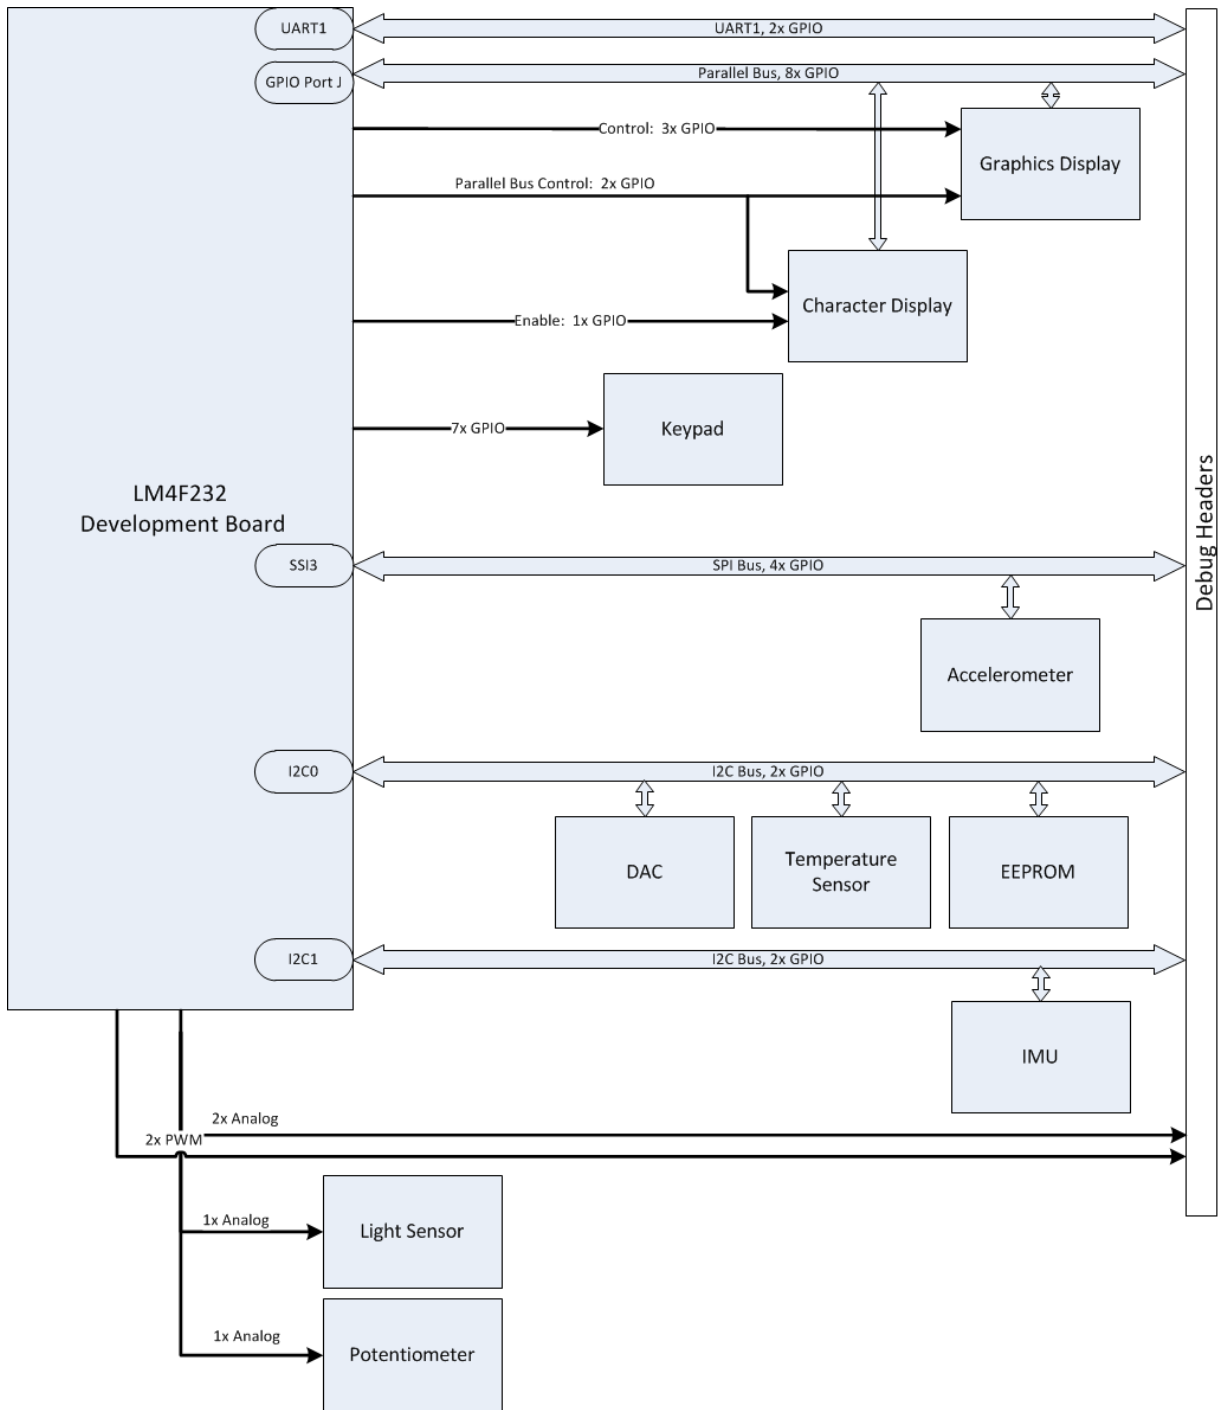 UART1
UART1, 2x GPIO
GPIO Port J
Parallel Bus, 8x GPIO
Control:  3x GPIO
Graphics Display
Parallel Bus Control:  2x GPIO
Character Display
Enable:  1x GPIO
7x GPIO
Keypad
LM4F232
Development Board
Debug Headers
SSI3
SPI Bus, 4x GPIO
Accelerometer
I2C0
I2C Bus, 2x GPIO
DAC
Temperature
Sensor
EEPROM
I2C1
I2C Bus, 2x GPIO
IMU
2x Analog
2x PWM
1x Analog
Light Sensor
1x Analog
Potentiometer